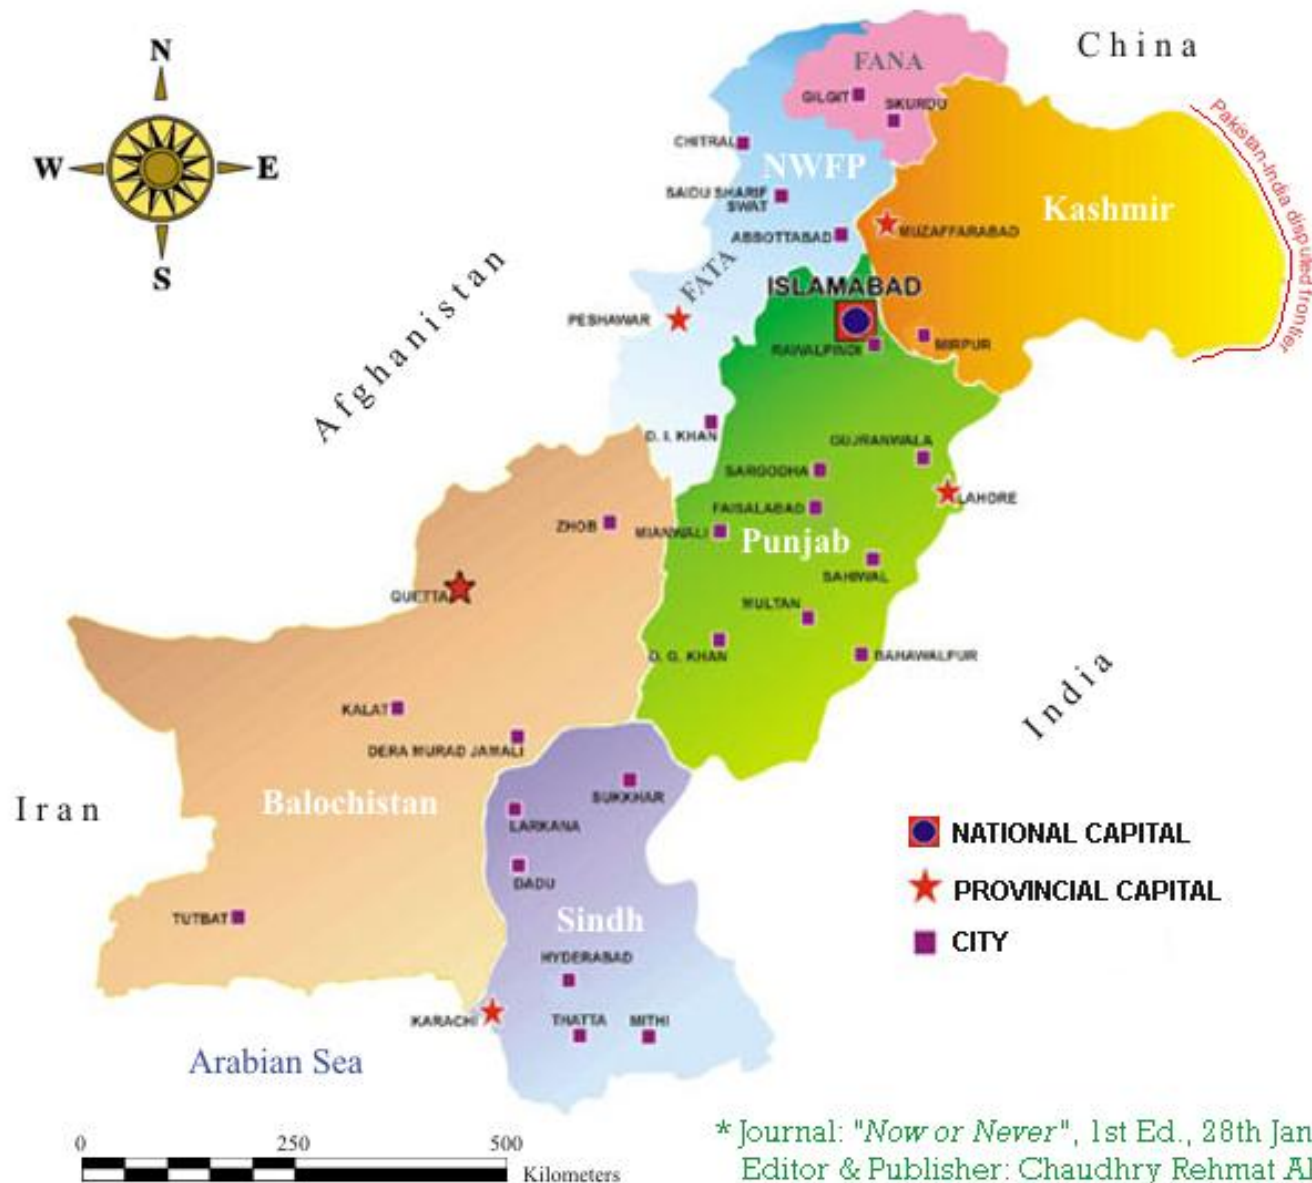 N
W
E
S
China
FANA
GILGIT
SKURDU
Pakistan-India disputed frontier
CHITRAL
NWFP
SAIDU SHARIF
SWAT
Kashmir
ABBOTTABAD
MUZAFFARABAD
FATA
ISLAMABAD
Afghanistan
PESHAWAR
RAWALPINDI
MIRPUR
D. I. KHAN
GUJRANWALA
SARGODHA
LAHORE
FAISALABAD
ZHOB
MIANWALI
Punjab
SAHIWAL
QUETTA
MULTAN
D. G. KHAN
BAHAWALPUR
India
KALAT
DERA MURAD JAMALI
Iran
Balochistan
SUKKHAR
LARKANA
NATIONAL CAPITAL
DADU
PROVINCIAL CAPITAL
TUTBAT
Sindh
CITY
HYDERABAD
KARACHI
THATTA
MITHI
Arabian Sea
0 250 500
Kilometers
* Journal: "Now or Never", 1st Ed., 28th Jan
Editor & Publisher: Chaudhry Rehmat Al